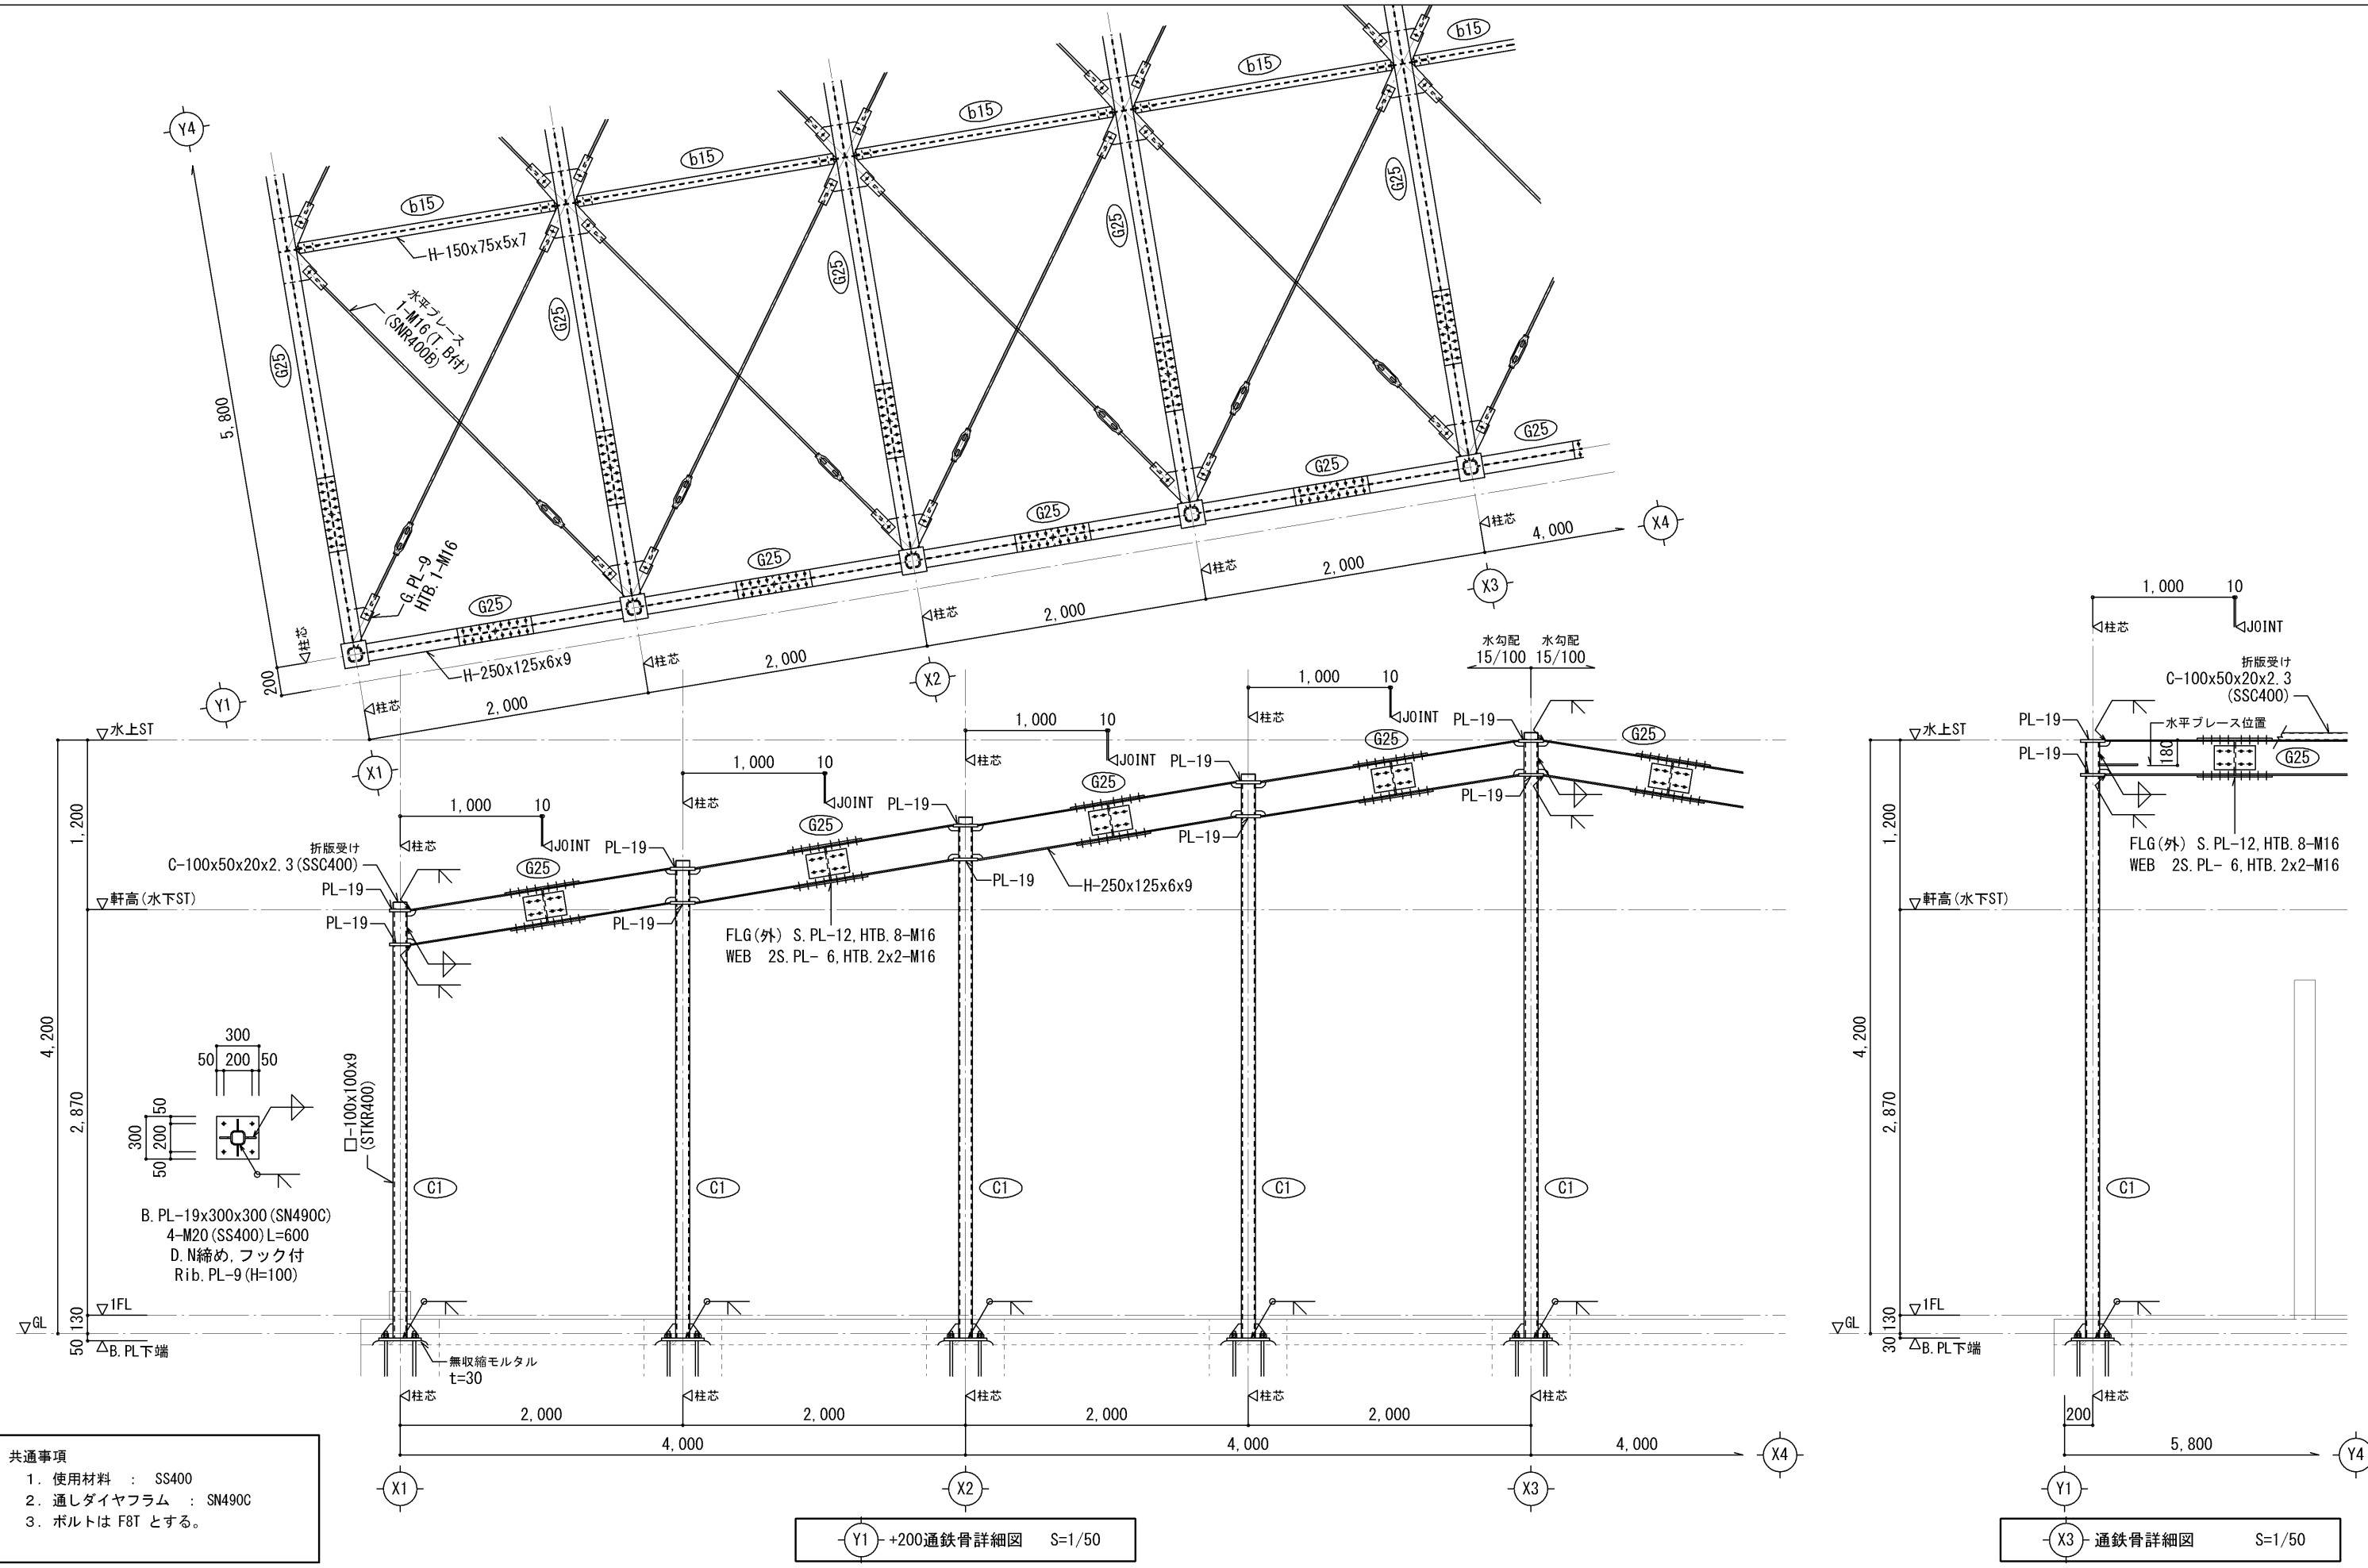 b15
b15
b15
b15
b15
Y4
H-150x75x5x7
水平ブレース
1-M16(T.B付)
(SNR400B)
G25
G25
G25
G25
G25
5,800
G.PL-9
HTB.1-M16
G25
G25
G25
G25
G25
柱芯
200
H-250x125x6x9
柱芯
柱芯
柱芯
柱芯
柱芯
2,000
2,000
2,000
2,000
4,000
Y1
X1
X2
X3
X4
水勾配 水勾配
15/100 15/100
1,000 10
柱芯 JOINT
1,000 10
柱芯 JOINT
1,000 10
柱芯 JOINT
1,000 10
柱芯 JOINT
水上ST
軒高(水下ST)
1,200
4,200
2,870
130
50
1FL
GL
B.PL下端
折版受け
C-100x50x20x2.3(SSC400)
PL-19
PL-19
PL-19
PL-19
PL-19
PL-19
PL-19
PL-19
PL-19
PL-19
G25
G25
G25
G25
G25
H-250x125x6x9
FLG(外) S.PL-12,HTB.8-M16
WEB 2S.PL- 6,HTB.2x2-M16
300
50 200 50
300
50
200
50
□-100x100x9
(STKR400)
B.PL-19x300x300(SN490C)
4-M20(SS400)L=600
D.N締め,フック付
Rib.PL-9(H=100)
C1
C1
C1
C1
C1
無収縮モルタル
t=30
柱芯
柱芯
柱芯
柱芯
柱芯
2,000 2,000 2,000 2,000
4,000 4,000 4,000
X1
X2
X3
X4
共通事項
1. 使用材料 : SS400
2. 通しダイヤフラム : SN490C
3. ボルトは F8T とする。
Y1 +200通鉄骨詳細図 S=1/50
1,000 10
柱芯 JOINT
折版受け
C-100x50x20x2.3
(SSC400)
水上ST
PL-19
PL-19
水平ブレース位置
180
G25
FLG(外) S.PL-12,HTB.8-M16
WEB 2S.PL- 6,HTB.2x2-M16
軒高(水下ST)
1,200
4,200
2,870
130
30
C1
1FL
GL
B.PL下端
柱芯
200
5,800
Y1
Y4
X3 通鉄骨詳細図 S=1/50